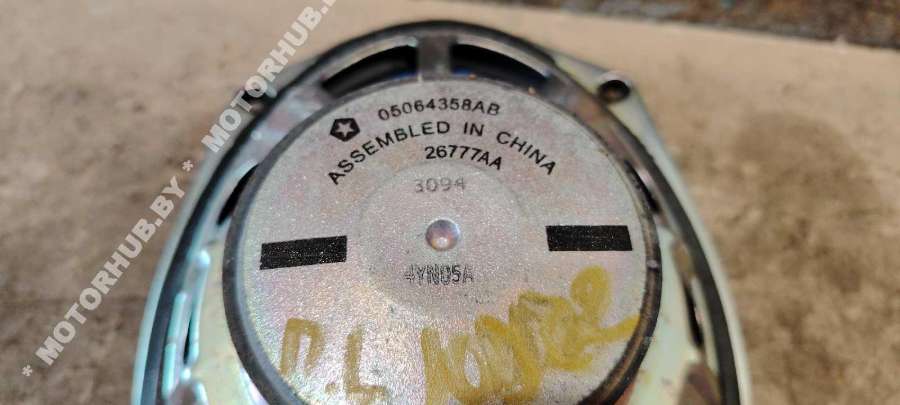 * MOTORHUB.BY * MOTORHUB.BY *
05064358AB
ASSEMBLED IN CHINA
26777AA
3094
4YN05A